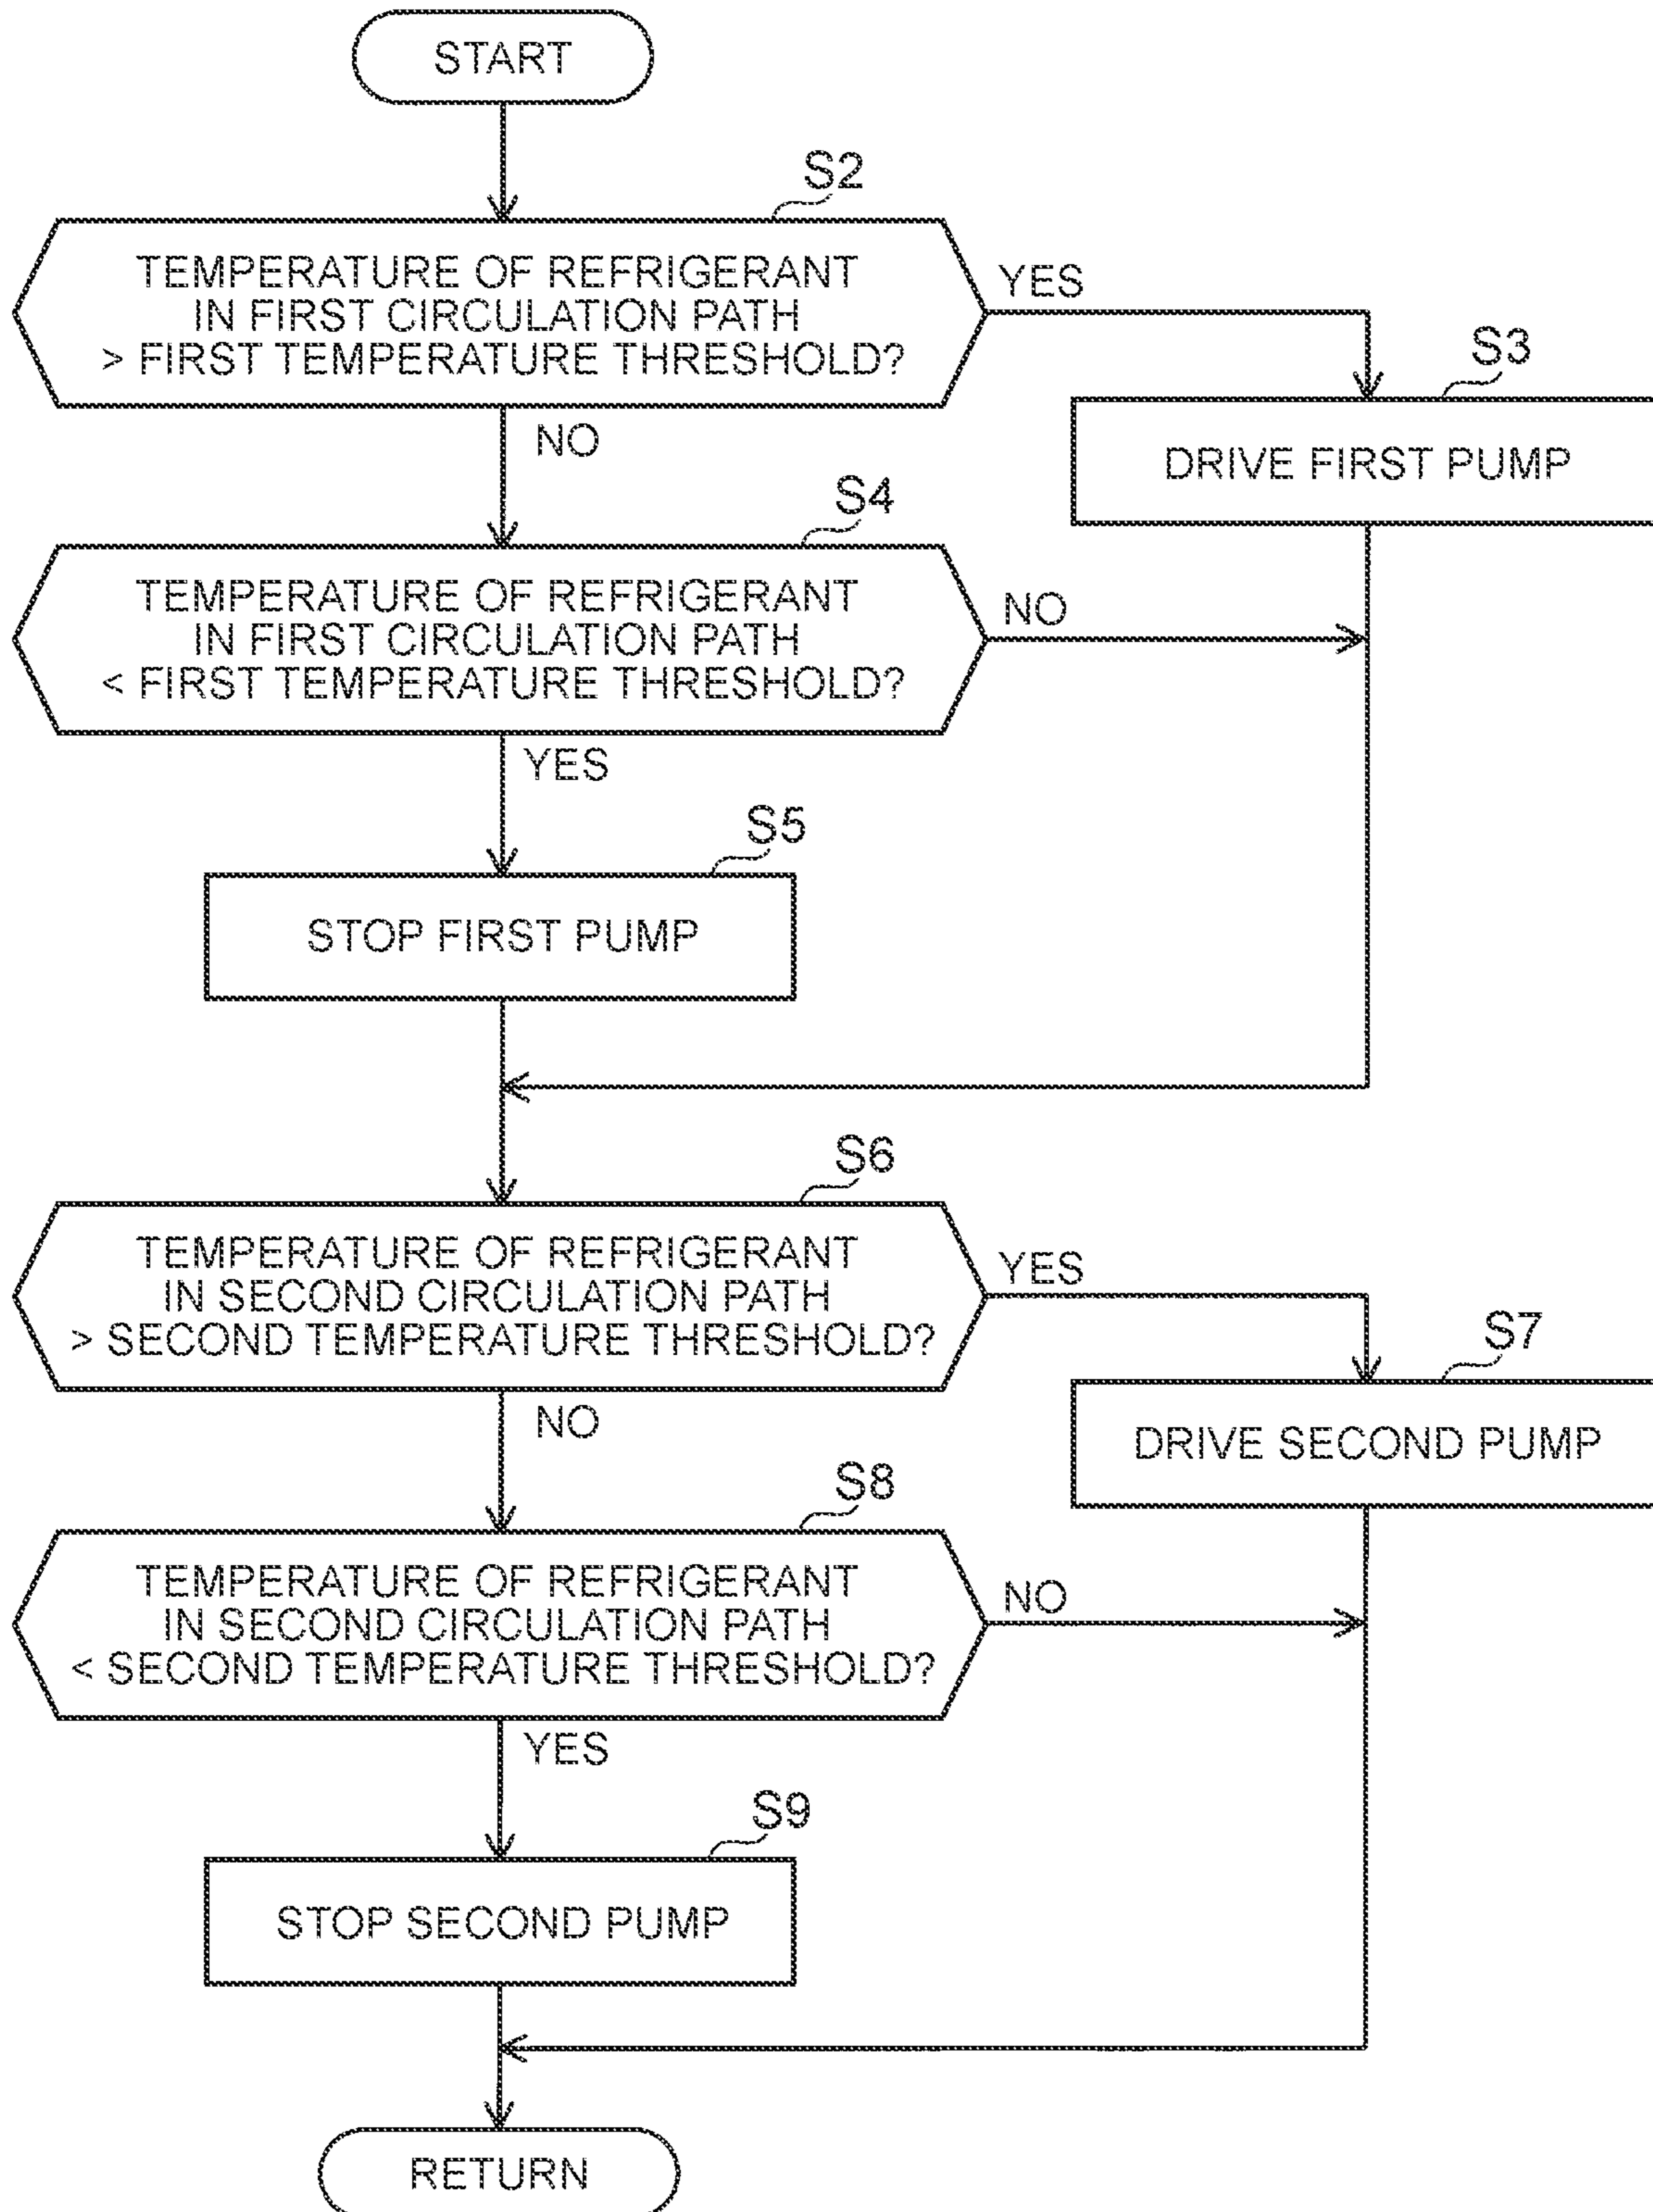 START
S2
TEMPERATURE OF REFRIGERANT
IN FIRST CIRCULATION PATH
> FIRST TEMPERATURE THRESHOLD?
YES
NO
S3
DRIVE FIRST PUMP
S4
TEMPERATURE OF REFRIGERANT
IN FIRST CIRCULATION PATH
< FIRST TEMPERATURE THRESHOLD?
NO
YES
S5
STOP FIRST PUMP
S6
TEMPERATURE OF REFRIGERANT
IN SECOND CIRCULATION PATH
> SECOND TEMPERATURE THRESHOLD?
YES
NO
S7
DRIVE SECOND PUMP
S8
TEMPERATURE OF REFRIGERANT
IN SECOND CIRCULATION PATH
< SECOND TEMPERATURE THRESHOLD?
NO
YES
S9
STOP SECOND PUMP
RETURN